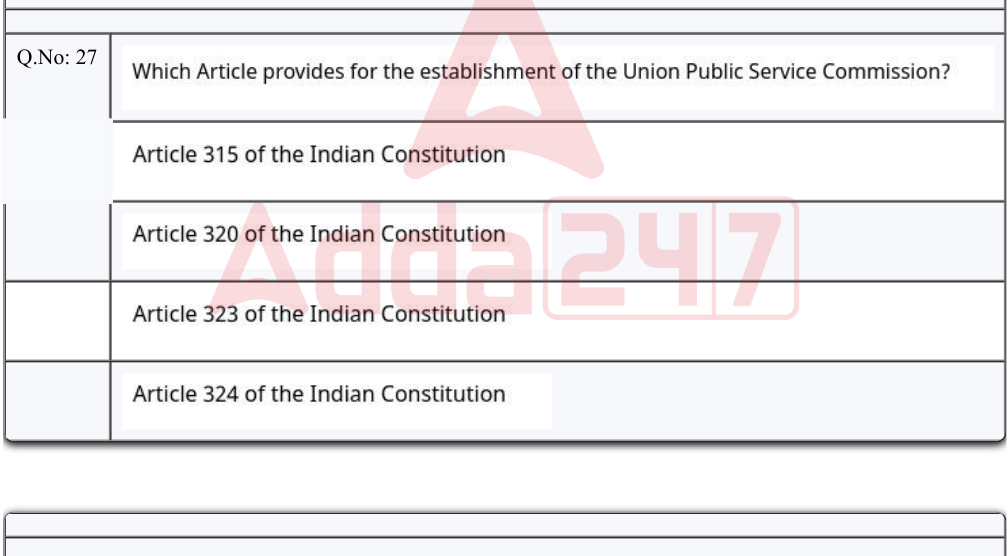 Q.No: 27
Which Article provides for the establishment of the Union Public Service Commission?
Article 315 of the Indian Constitution
Article 320 of the Indian Constitution
Adda247
Article 323 of the Indian Constitution
Article 324 of the Indian Constitution